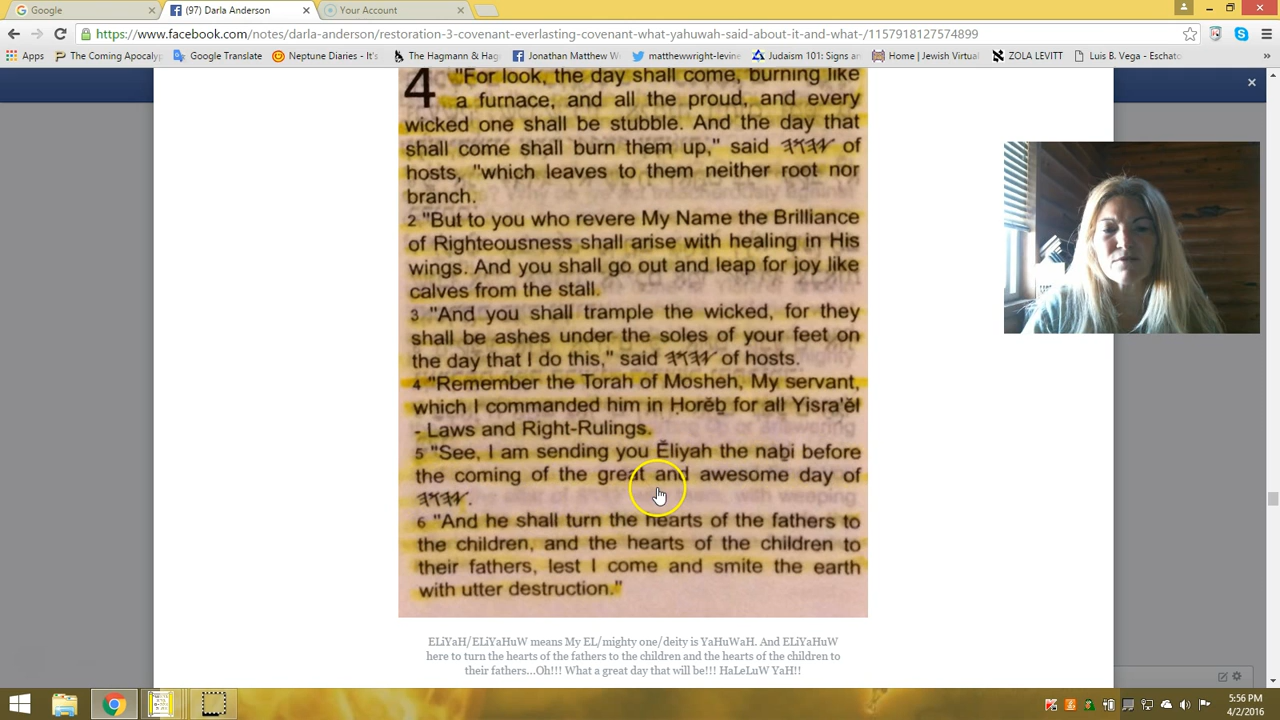 Google
(97) Darla Anderson
Your Account
https://www.facebook.com/notes/darla-anderson/restoration-3-covenant-everlasting-covenant-what-yahuwah-said-about-it-and-what-/1157918127574899
Apps
The Coming Apocalyp
Google Translate
Neptune Diaries - It's
The Hagmann & Hag
Jonathan Matthew W
matthewright-levine
Judaism 101: Signs an
Home | Jewish Virtual
ZOLA LEVITT
Luis B. Vega - Eschato
4 "For look, the day shall come, burning like
a furnace, and all the proud, and every
wicked one shall be stubble. And the day that
shall come shall burn them up," said 𐤉𐤄𐤅𐤄 of
hosts, "which leaves to them neither root nor
branch.
2 "But to you who revere My Name the Brilliance
of Righteousness shall arise with healing in His
wings. And you shall go out and leap for joy like
calves from the stall.
3 "And you shall trample the wicked, for they
shall be ashes under the soles of your feet on
the day that I do this," said 𐤉𐤄𐤅𐤄 of hosts.
4 "Remember the Torah of Mosheh, My servant,
which I commanded him in Ḥorĕḇ for all Yisra'ĕl
- Laws and Right-Rulings.
5 "See, I am sending you Ěliyah the naḇi before
the coming of the great and awesome day of
𐤉𐤄𐤅𐤄.
6 "And he shall turn the hearts of the fathers to
the children, and the hearts of the children to
their fathers, lest I come and smite the earth
with utter destruction."
ELiYaH/ELiYaHuW means My EL/mighty one/deity is YaHuWaH. And ELiYaHuW
here to turn the hearts of the fathers to the children and the hearts of the children to
their fathers...Oh!!! What a great day that will be!!! HaLeLuW YaH!!
5:56 PM
4/2/2016